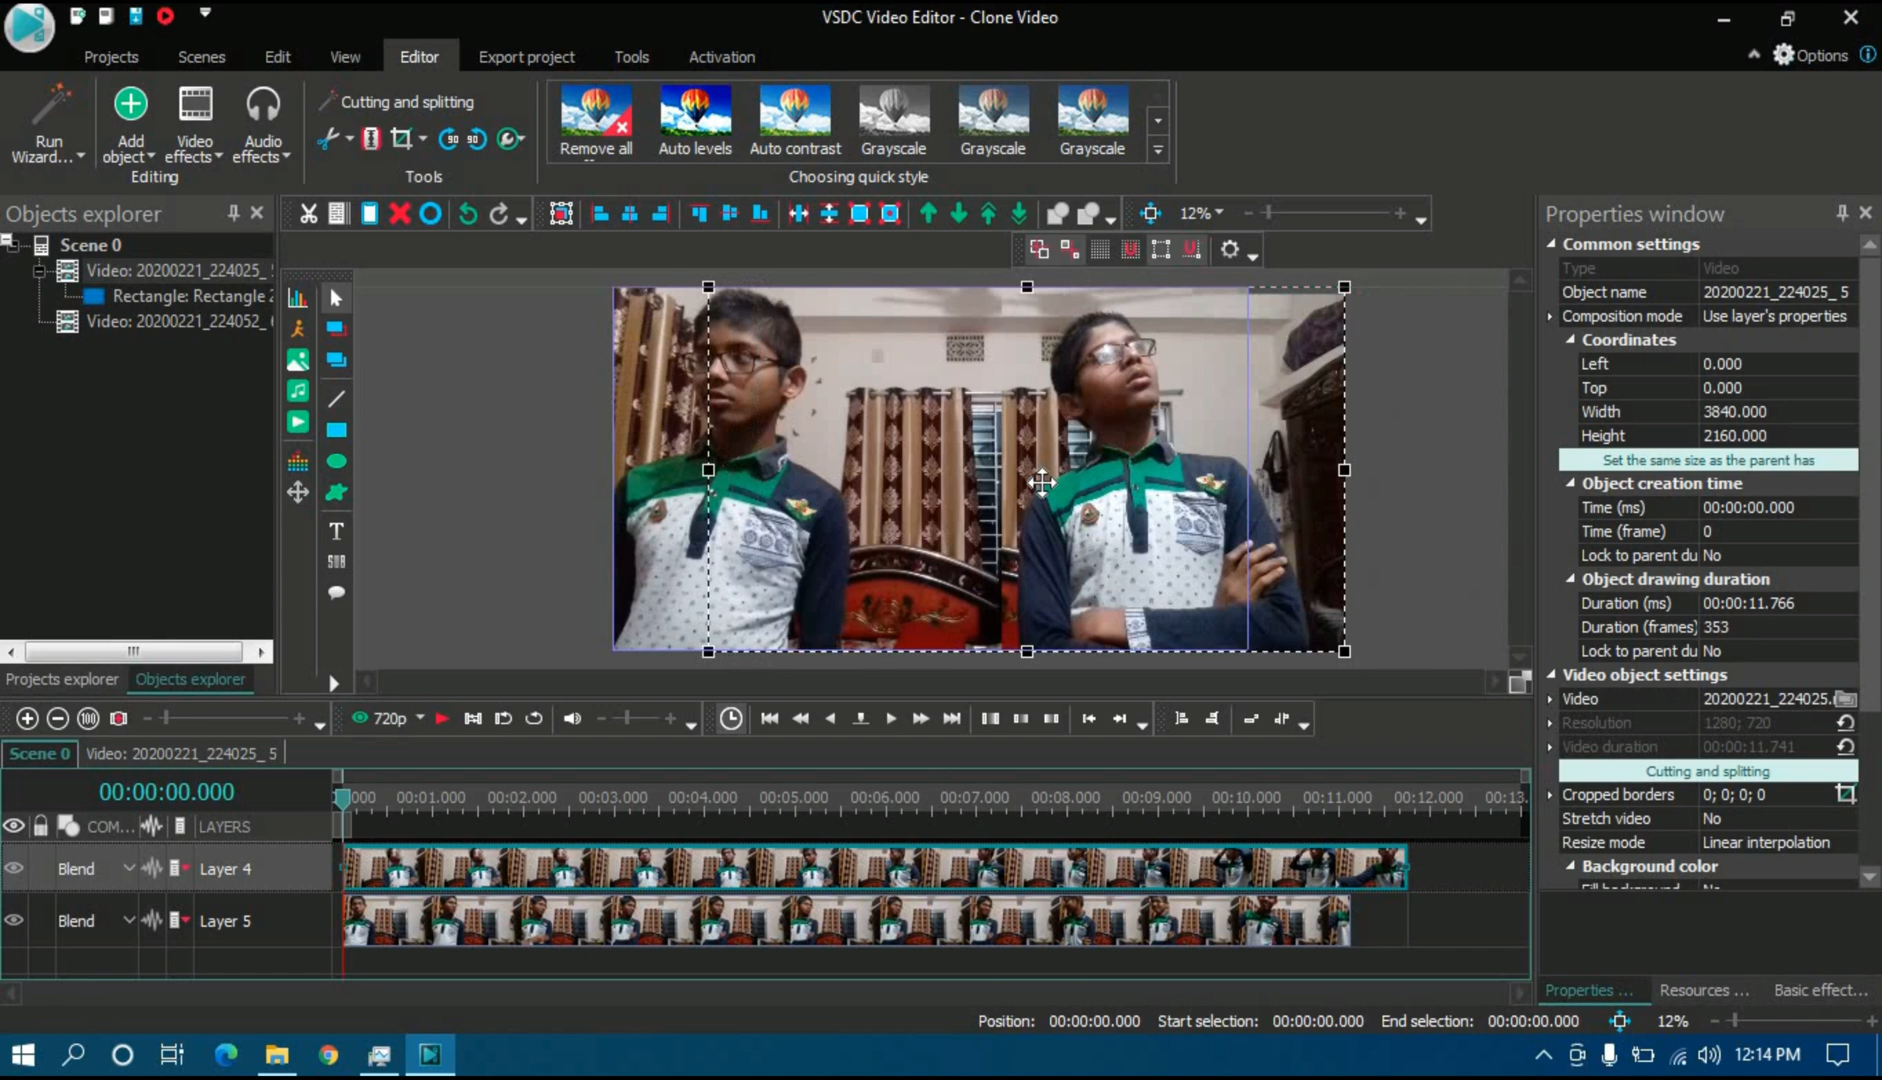 VSDC Video Editor - Clone Video
Projects Scenes Edit View Editor Export project Tools Activation Options
Run Wizard...
Add object
Video effects
Audio effects
Editing
Cutting and splitting
Tools
Remove all
Auto levels
Auto contrast
Grayscale
Grayscale
Grayscale
Choosing quick style
Objects explorer
12%
Properties window
Scene 0
Video: 20200221_224025_
Rectangle: Rectangle 2
Video: 20200221_224052_
Projects explorer Objects explorer
T
SUB
Common settings
Type Video
Object name 20200221_224025_ 5
Composition mode Use layer's properties
Coordinates
Left 0.000
Top 0.000
Width 3840.000
Height 2160.000
Set the same size as the parent has
Object creation time
Time (ms) 00:00:00.000
Time (frame) 0
Lock to parent du No
Object drawing duration
Duration (ms) 00:00:11.766
Duration (frames) 353
Lock to parent du No
Video object settings
Video 20200221_224025.
Resolution 1280; 720
Video duration 00:00:11.741
Cutting and splitting
Cropped borders 0; 0; 0; 0
Stretch video No
Resize mode Linear interpolation
Background color
Properties ... Resources ... Basic effect...
100 720p
Scene 0 Video: 20200221_224025_ 5
00:00:00.000
000 00:01.000 00:02.000 00:03.000 00:04.000 00:05.000 00:06.000 00:07.000 00:08.000 00:09.000 00:10.000 00:11.000 00:12.000 00:13.
COM... LAYERS
Blend Layer 4
Blend Layer 5
Position: 00:00:00.000 Start selection: 00:00:00.000 End selection: 00:00:00.000 12%
12:14 PM